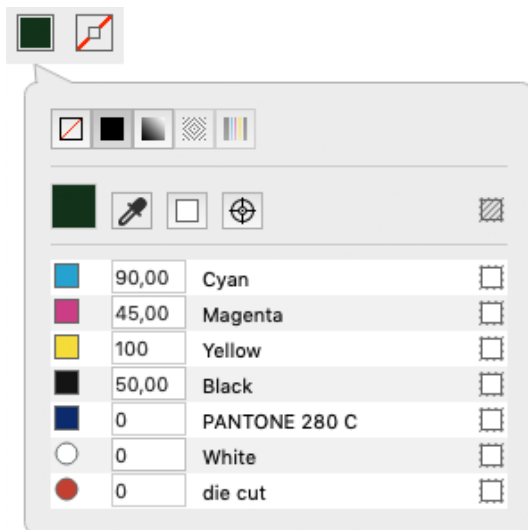 90,00 Cyan
45,00 Magenta
100 Yellow
50,00 Black
0 PANTONE 280 C
0 White
0 die cut